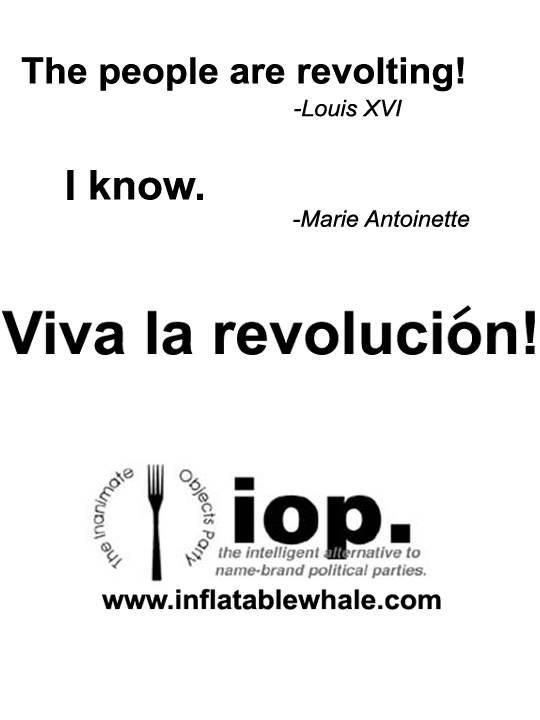 The people are revolting!
-Louis XVI
I know.
-Marie Antoinette
Viva la revolución!
The Inanimate Objects Party
iop.
the intelligent alternative to
name-brand political parties.
www.inflatablewhale.com